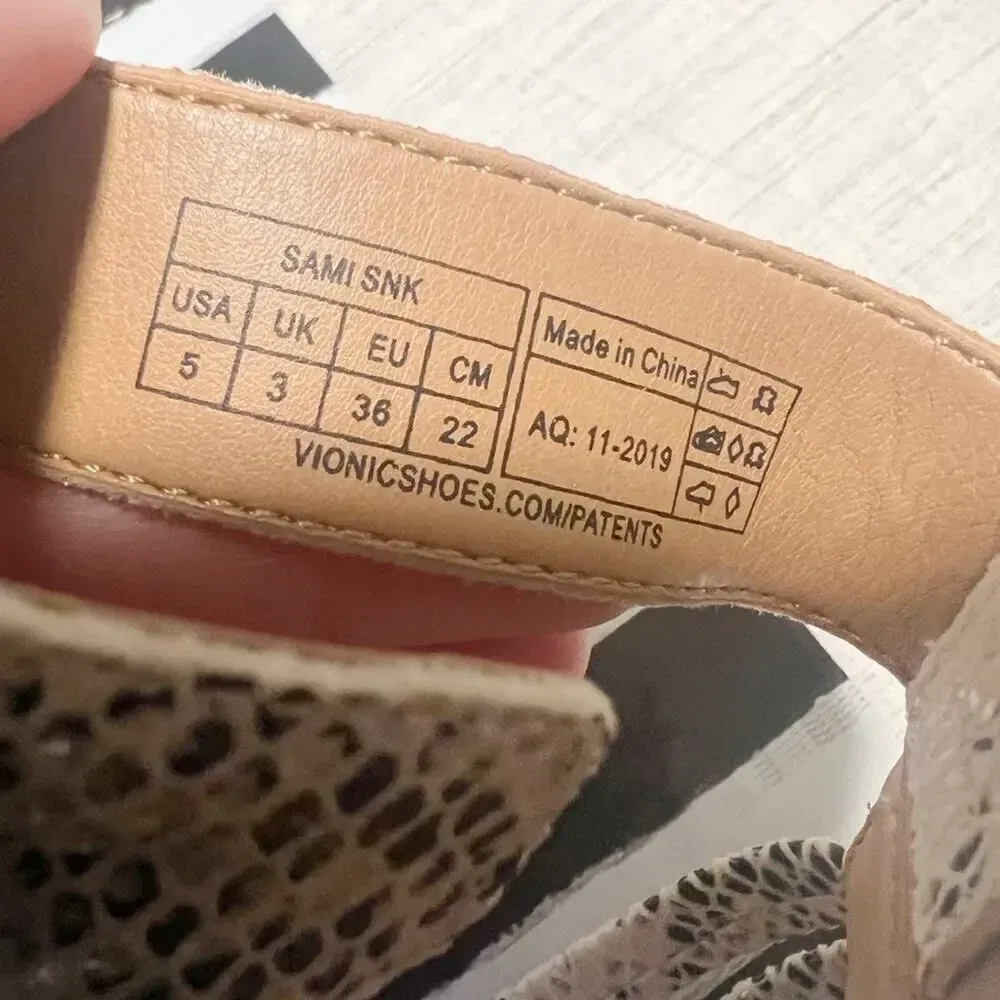 SAMI SNK
USA UK EU CM
5 3 36 22
Made in China
AQ: 11-2019
VIONICSHOES.COM/PATENTS